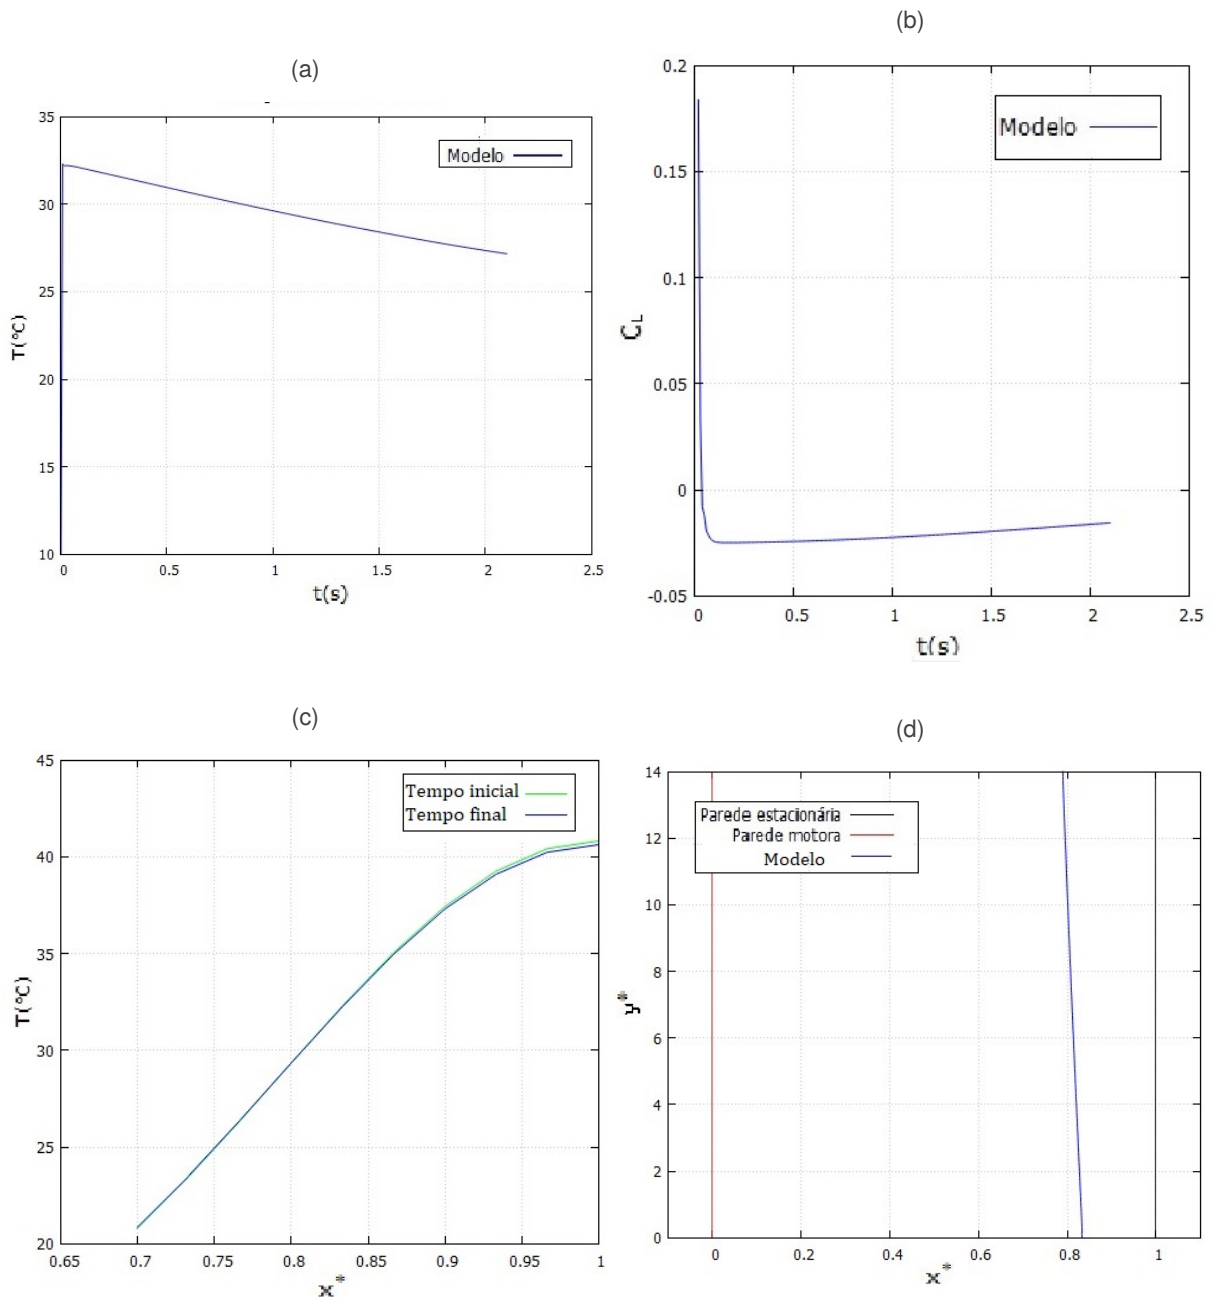 (a)
35
30
25
20
15
10
T(°C)
Modelo
0 0.5 1 1.5 2 2.5
t(s)
(b)
0.2
0.15
0.1
0.05
0
-0.05
CL
Modelo
0 0.5 1 1.5 2 2.5
t(s)
(c)
45
40
35
30
25
20
T(°C)
Tempo inicial
Tempo final
0.65 0.7 0.75 0.8 0.85 0.9 0.95 1
x*
(d)
14
12
10
8
6
4
2
0
y*
Parede estacionária
Parede motora
Modelo
0 0.2 0.4 0.6 0.8 1
x*